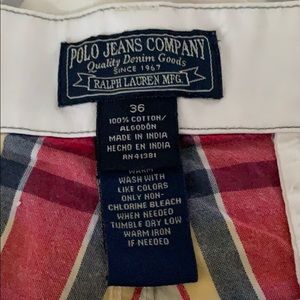 POLO JEANS COMPANY
Quality Denim Goods
SINCE 1967
RALPH LAUREN MFG.
36
100% COTTON/
ALGODÓN
MADE IN INDIA
HECHO EN INDIA
RN41381
WARM
WASH WITH
LIKE COLORS
ONLY NON-
CHLORINE BLEACH
WHEN NEEDED
TUMBLE DRY LOW
WARM IRON
IF NEEDED